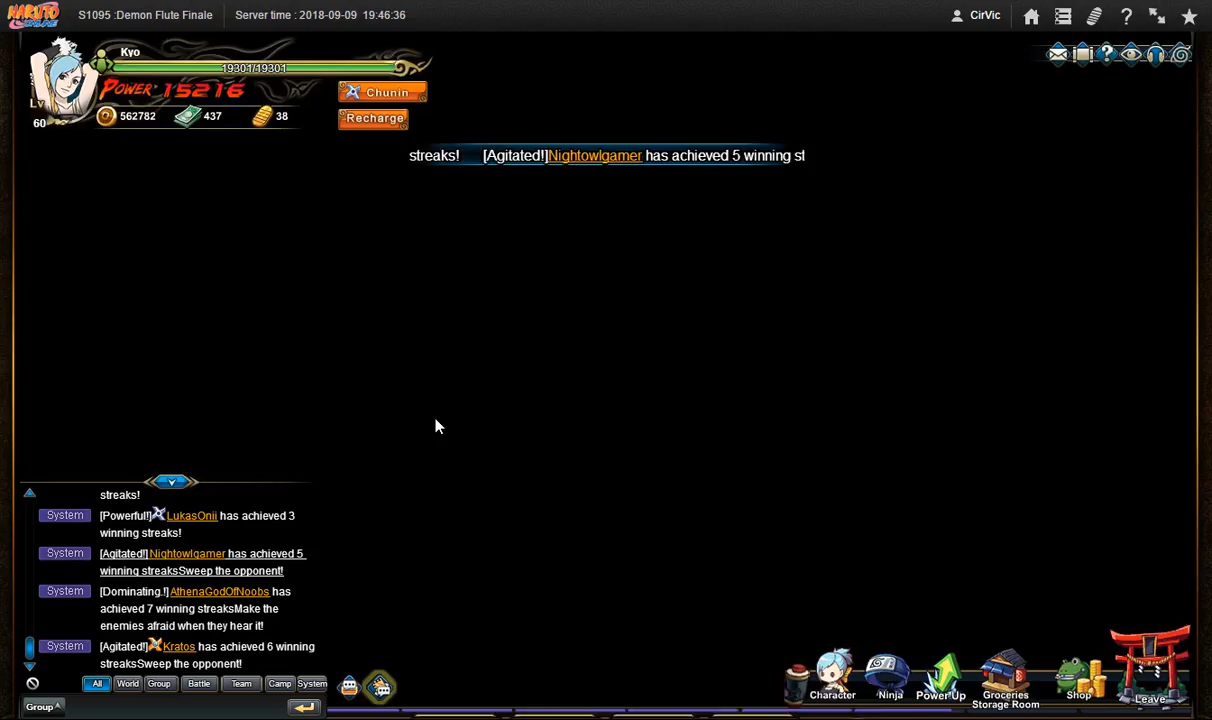 NARUTO ONLINE
S1095 :Demon Flute Finale
Server time : 2018-09-09 19:46:36
CirVic
Kyo
19301/19301
POWER: 15216
Chunin
Lv
60
562782
437
38
Recharge
streaks! [Agitated!]Nightowlgamer has achieved 5 winning st
streaks!
System [Powerful!]LukasOnii has achieved 3
winning streaks!
System [Agitated!]Nightowlgamer has achieved 5
winning streaksSweep the opponent!
System [Dominating.!]AthenaGodOfNoobs has
achieved 7 winning streaksMake the
enemies afraid when they hear it!
System [Agitated!]Kratos has achieved 6 winning
streaksSweep the opponent!
All World Group Battle Team Camp System
Group
Character
Ninja
Power Up
Groceries
Storage Room
Shop
Leave